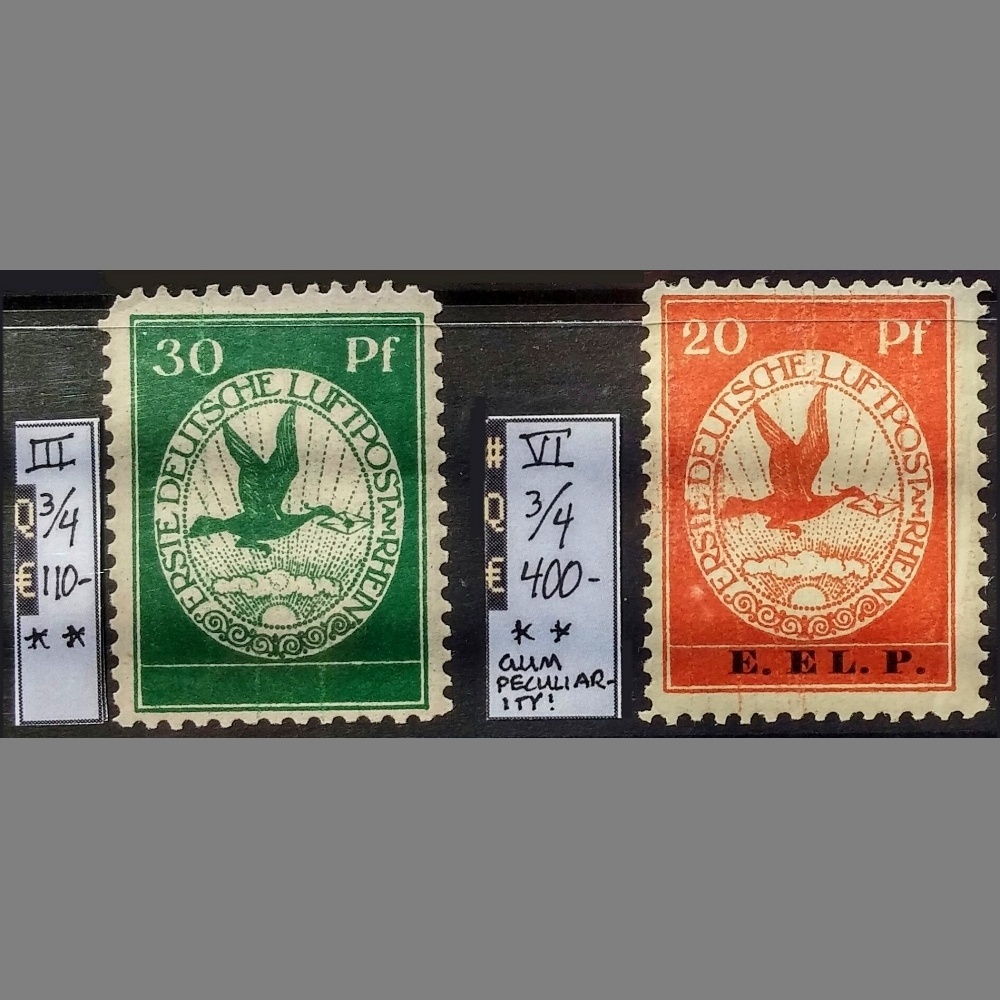 III
Q 3/4
€ 110-
* *
30 Pf
ERSTE DEUTSCHE LUFTPOST AM RHEIN
# VI
Q 3/4
€ 400-
* *
GUM
PECULIAR-
ITY!
20 Pf
ERSTE DEUTSCHE LUFTPOST AM RHEIN
E. EL. P.